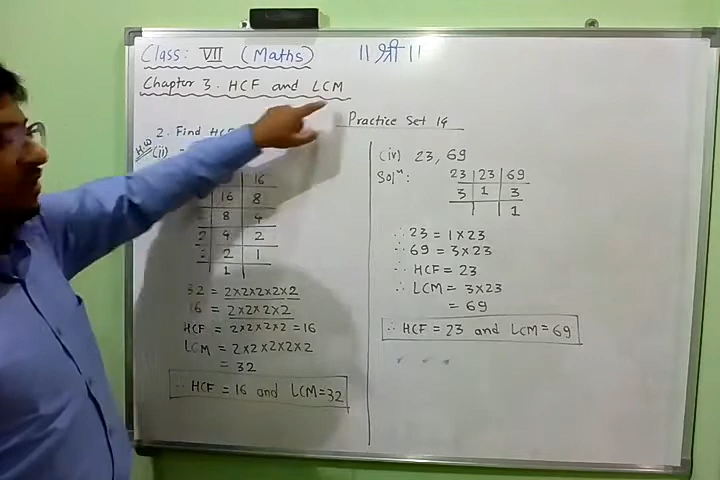 Class: VII (Maths) ॥ श्री ॥
Chapter 3. HCF and LCM
Practice Set 14
2. Find HCF
H.W
(ii)
16
16 8
8 4
2 4 2
2 1
1
32 = 2×2×2×2×2
16 = 2×2×2×2
HCF = 2×2×2×2 = 16
LCM = 2×2×2×2×2
= 32
∴ HCF = 16 and LCM = 32
(iv) 23, 69
Solⁿ:
23 23 69
3 1 3
1
∴ 23 = 1×23
∴ 69 = 3×23
∴ HCF = 23
∴ LCM = 3×23
= 69
∴ HCF = 23 and LCM = 69